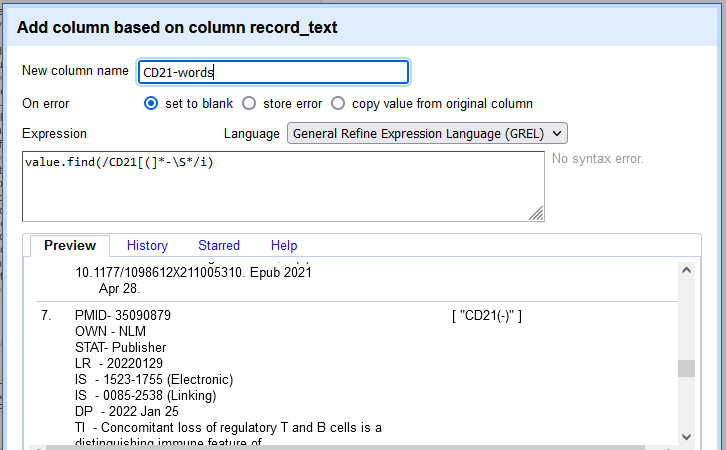 Add column based on column record_text
New column name CD21-words
On error set to blank store error copy value from original column
Expression Language General Refine Expression Language (GREL)
value.find(/CD21[(]*-\S*/i)
No syntax error.
Preview History Starred Help
10.1177/1098612X211005310. Epub 2021
Apr 28.
7. PMID- 35090879 [ "CD21(-)" ]
OWN - NLM
STAT- Publisher
LR - 20220129
IS - 1523-1755 (Electronic)
IS - 0085-2538 (Linking)
DP - 2022 Jan 25
TI - Concomitant loss of regulatory T and B cells is a
distinguishing immune feature of